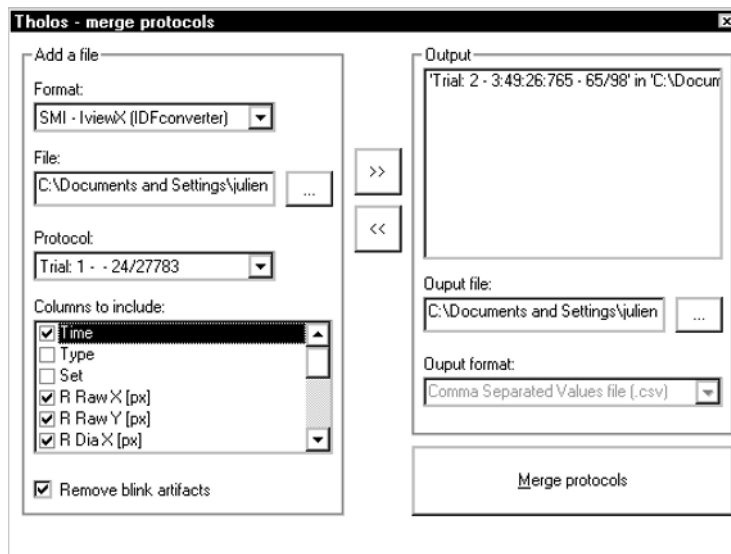 Tholos - merge protocols
Add a file
Format:
SMI - IviewX (IDFconverter)
File:
C:\Documents and Settings\julien
...
Protocol:
Trial: 1 - - 24/27783
Columns to include:
Time
Type
Set
R Raw X [px]
R Raw Y [px]
R Dia X [px]
Remove blink artifacts
>>
<<
Output
'Trial: 2 - 3:49:26:765 - 65/98' in 'C:\Docum
Ouput file:
C:\Documents and Settings\julien
...
Ouput format:
Comma Separated Values file (.csv)
Merge protocols